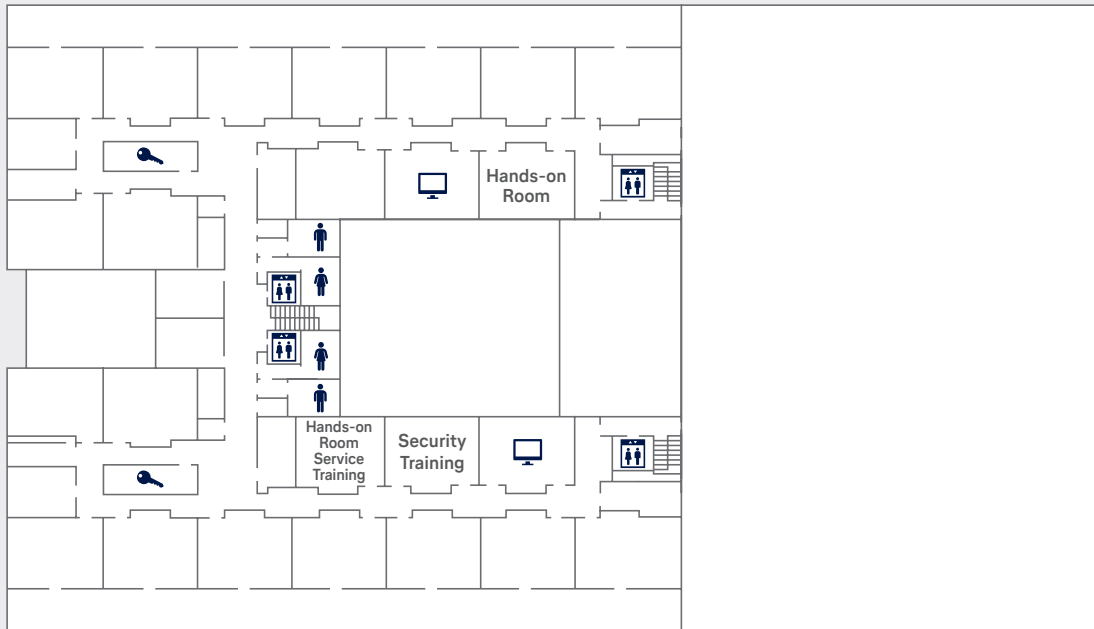 Hands-on
Room
Hands-on
Room
Service
Training
Security
Training